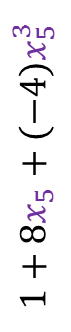 1 + 8x₅ + (−4)x₅³